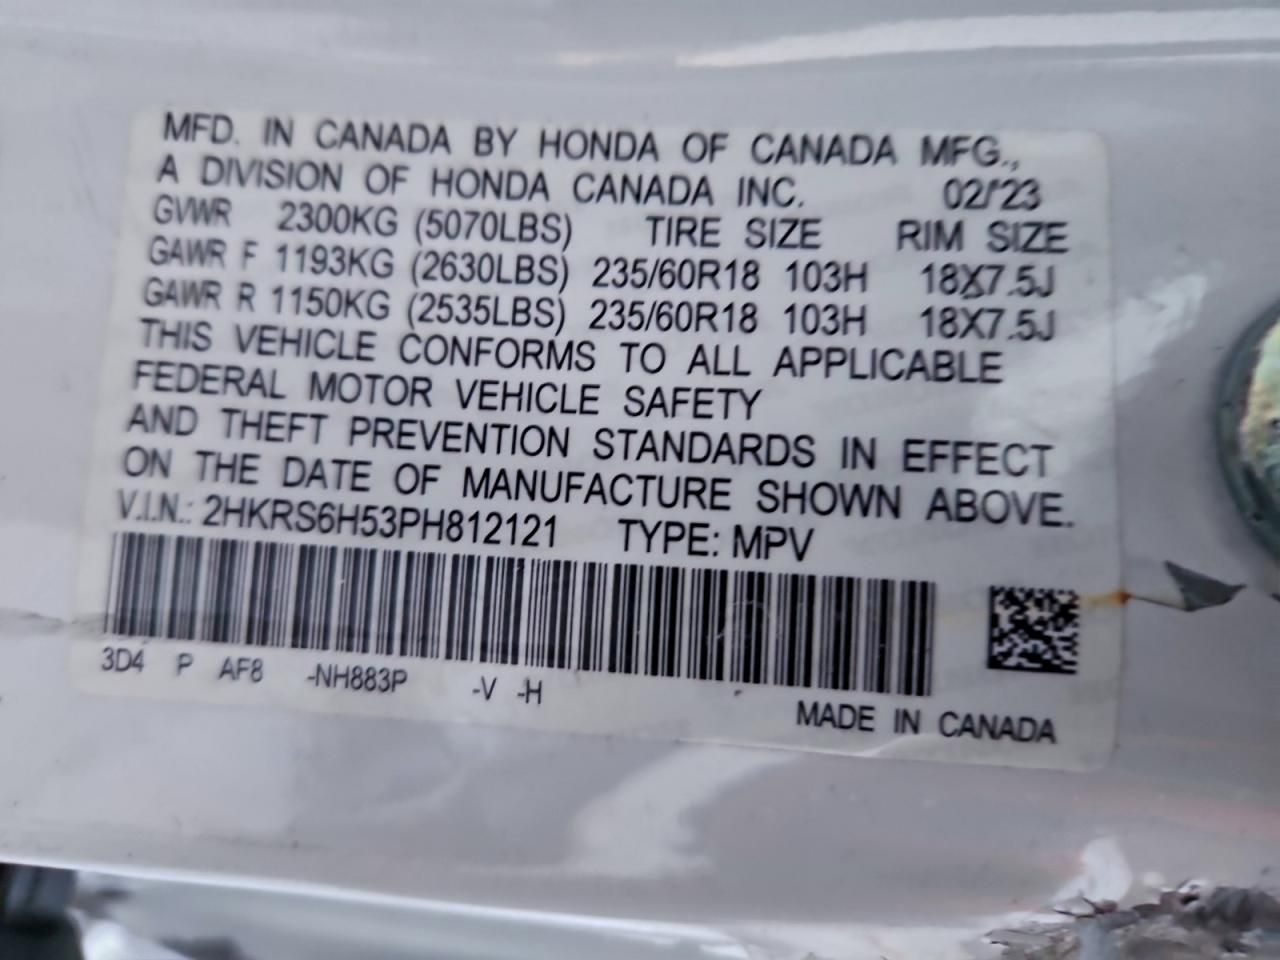 MFD. IN CANADA BY HONDA OF CANADA MFG.,
A DIVISION OF HONDA CANADA INC. 02/'23
GVWR 2300KG (5070LBS) TIRE SIZE RIM SIZE
GAWR F 1193KG (2630LBS) 235/60R18 103H 18X7.5J
GAWR R 1150KG (2535LBS) 235/60R18 103H 18X7.5J
THIS VEHICLE CONFORMS TO ALL APPLICABLE
FEDERAL MOTOR VEHICLE SAFETY
AND THEFT PREVENTION STANDARDS IN EFFECT
ON THE DATE OF MANUFACTURE SHOWN ABOVE.
V.I.N.: 2HKRS6H53PH812121 TYPE: MPV
3D4 P AF8 -NH883P -V -H
MADE IN CANADA